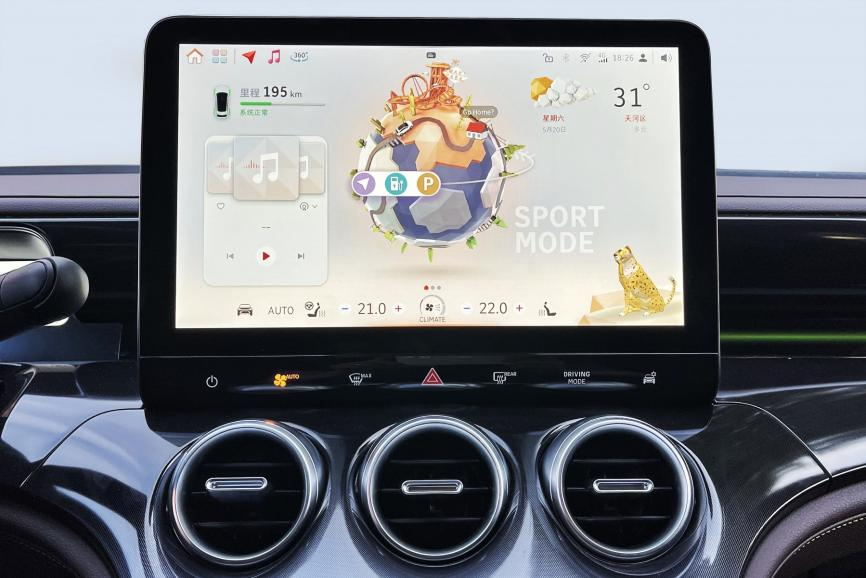 360°
4G
18:26
里程 195 km
系统正常
Go Home?
31°
星期六
天河区
5月20日
多云
P
SPORT
MODE
--
AUTO
21.0
22.0
CLIMATE
AUTO
MAX
REAR
DRIVING
MODE